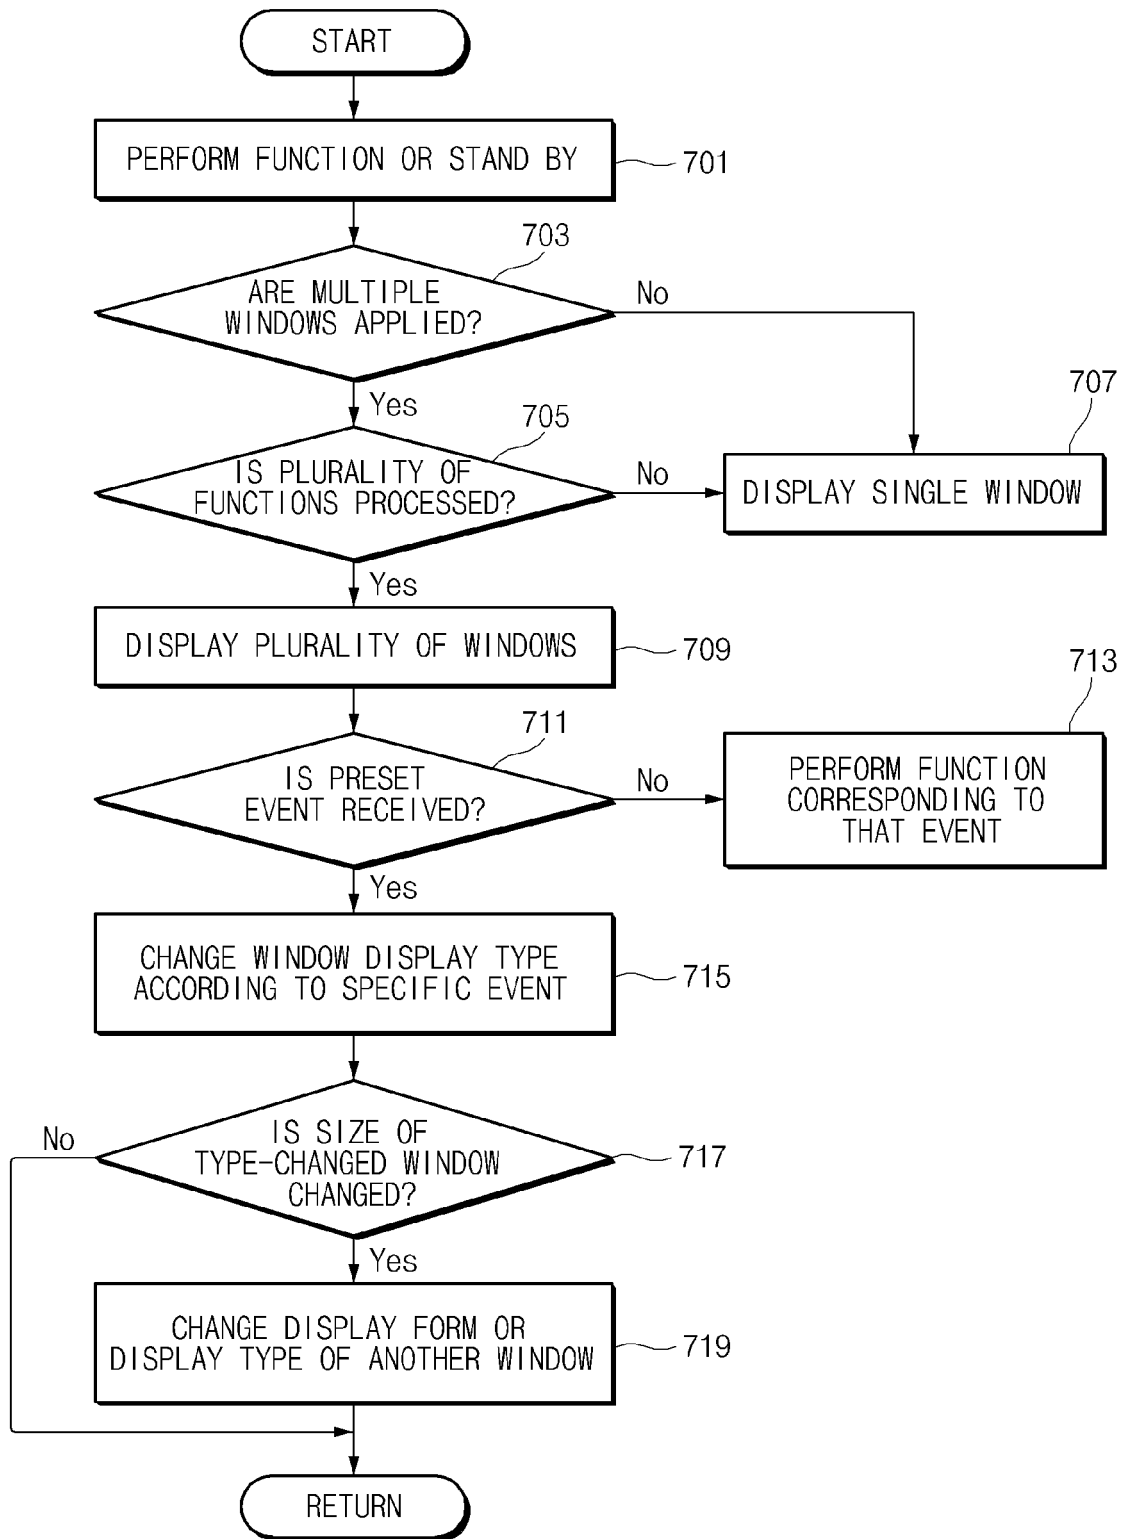 START
PERFORM FUNCTION OR STAND BY
701
703
ARE MULTIPLE
WINDOWS APPLIED?
No
Yes
705
707
IS PLURALITY OF
FUNCTIONS PROCESSED?
No
DISPLAY SINGLE WINDOW
Yes
DISPLAY PLURALITY OF WINDOWS
709
711
713
IS PRESET
EVENT RECEIVED?
No
PERFORM FUNCTION
CORRESPONDING TO
THAT EVENT
Yes
CHANGE WINDOW DISPLAY TYPE
ACCORDING TO SPECIFIC EVENT
715
No
IS SIZE OF
TYPE-CHANGED WINDOW
CHANGED?
717
Yes
CHANGE DISPLAY FORM OR
DISPLAY TYPE OF ANOTHER WINDOW
719
RETURN